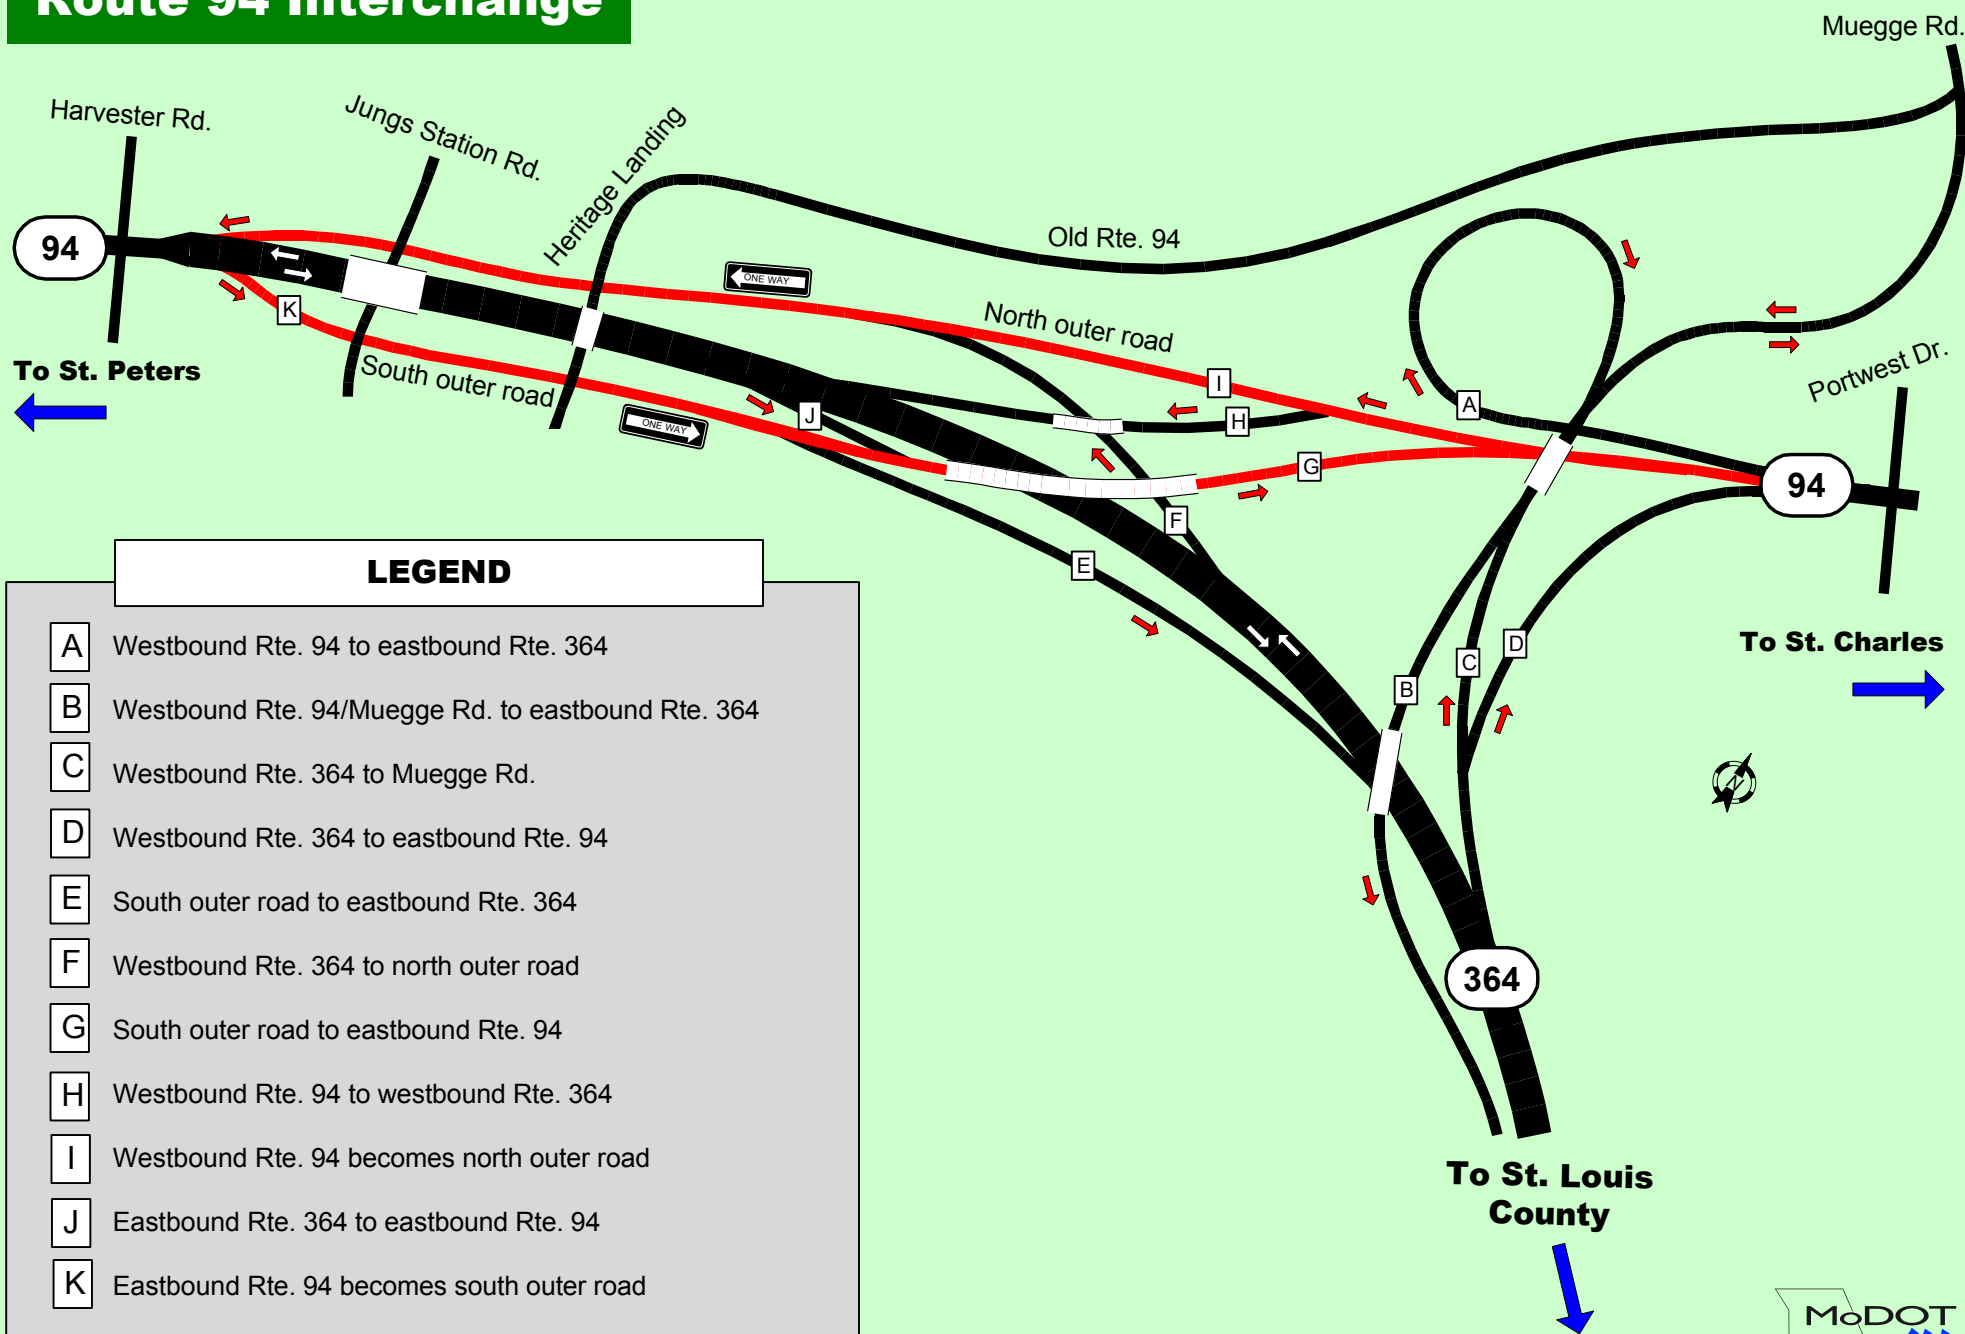 Route 94 Interchange
Muegge Rd.
Harvester Rd.
Jungs Station Rd.
Heritage Landing
94
Old Rte. 94
ONE WAY
North outer road
K
I
A
H
J
G
Portwest Dr.
To St. Peters
South outer road
ONE WAY
94
F
E
D
C
B
To St. Charles
N
364
To St. Louis
County
LEGEND
A Westbound Rte. 94 to eastbound Rte. 364
B Westbound Rte. 94/Muegge Rd. to eastbound Rte. 364
C Westbound Rte. 364 to Muegge Rd.
D Westbound Rte. 364 to eastbound Rte. 94
E South outer road to eastbound Rte. 364
F Westbound Rte. 364 to north outer road
G South outer road to eastbound Rte. 94
H Westbound Rte. 94 to westbound Rte. 364
I Westbound Rte. 94 becomes north outer road
J Eastbound Rte. 364 to eastbound Rte. 94
K Eastbound Rte. 94 becomes south outer road
MoDOT